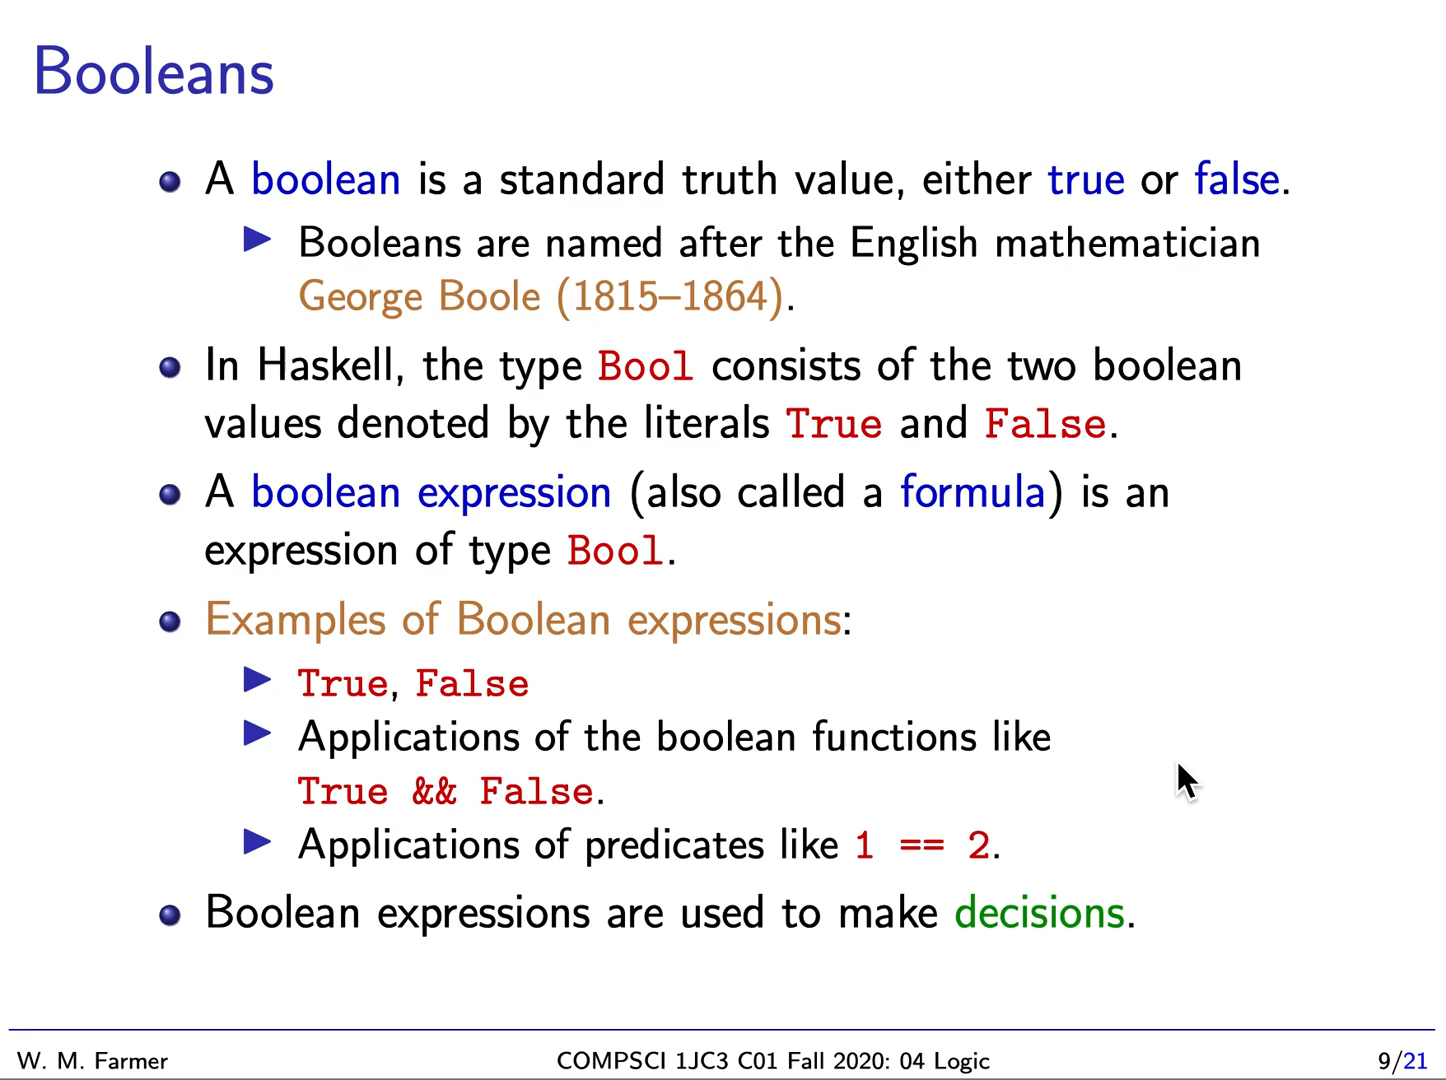 Booleans
A boolean is a standard truth value, either true or false.
Booleans are named after the English mathematician
George Boole (1815–1864).
In Haskell, the type Bool consists of the two boolean
values denoted by the literals True and False.
A boolean expression (also called a formula) is an
expression of type Bool.
Examples of Boolean expressions:
True, False
Applications of the boolean functions like
True && False.
Applications of predicates like 1 == 2.
Boolean expressions are used to make decisions.
W. M. Farmer COMPSCI 1JC3 C01 Fall 2020: 04 Logic 9/21